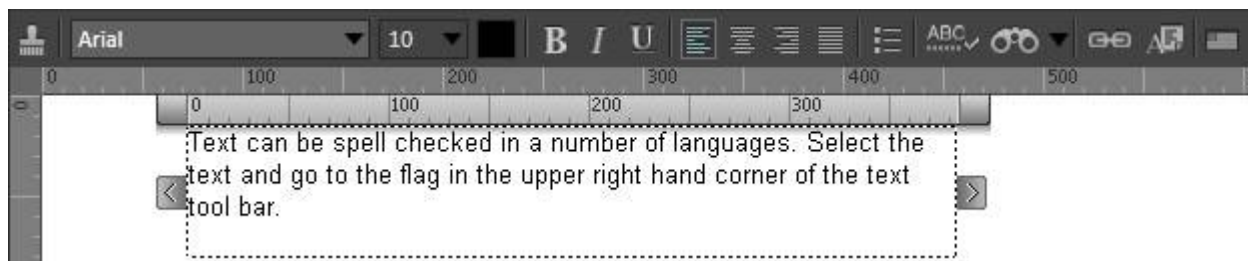 Arial 10 B I U ABC
0 100 200 300 400 500
0
0 100 200 300
Text can be spell checked in a number of languages. Select the
text and go to the flag in the upper right hand corner of the text
tool bar.